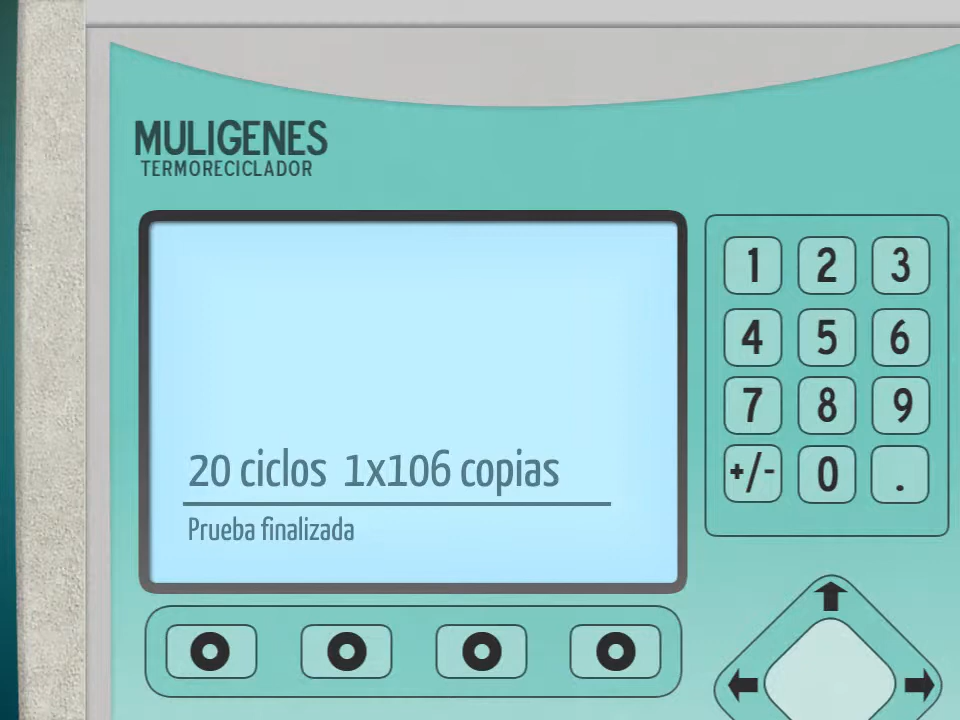 MULIGENES
TERMORECICLADOR
20 ciclos 1x106 copias
Prueba finalizada
1 2 3
4 5 6
7 8 9
+/- 0 .